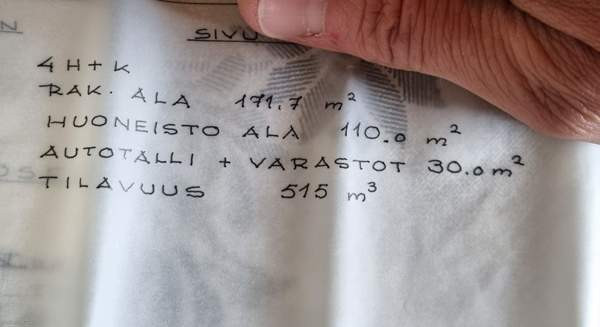 SIVU
4 H + K
RAK. ALA 171.7 m²
HUONEISTO ALA 110.0 m²
AUTOTALLI + VARASTOT 30.0 m²
TILAVUUS 515 m³